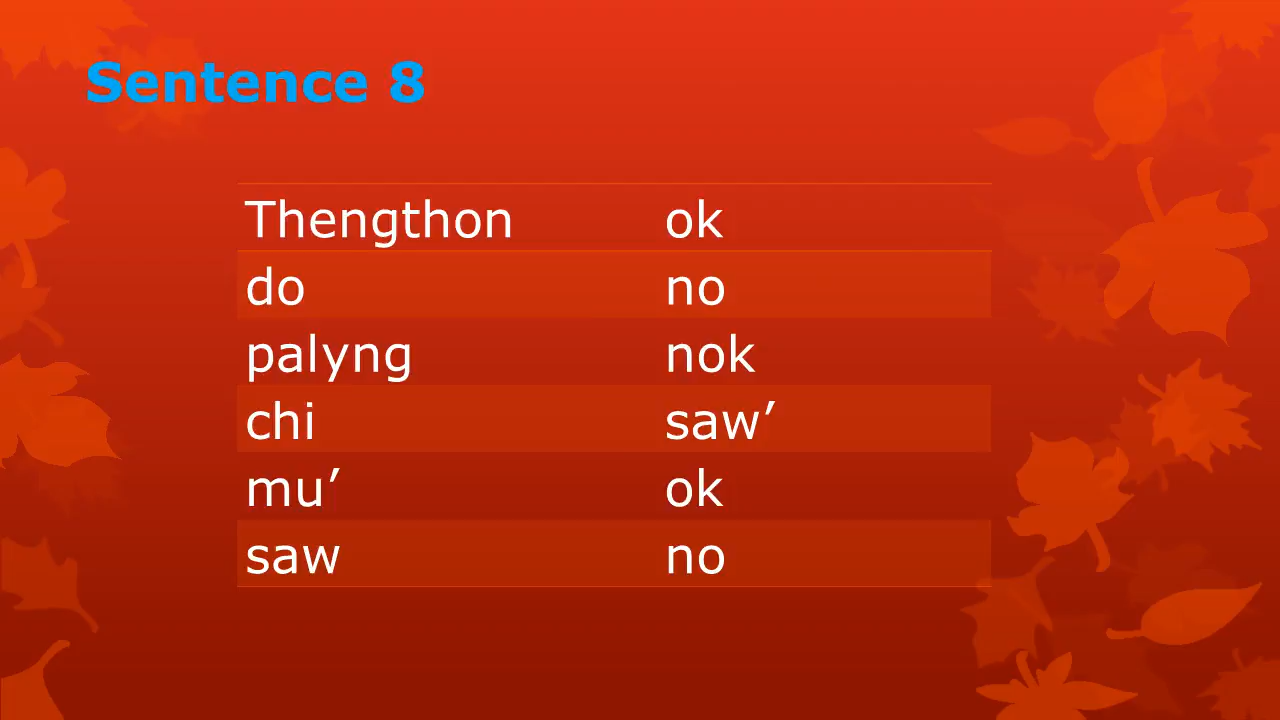 Sentence 8
Thengthon ok
do no
palyng nok
chi saw’
mu’ ok
saw no